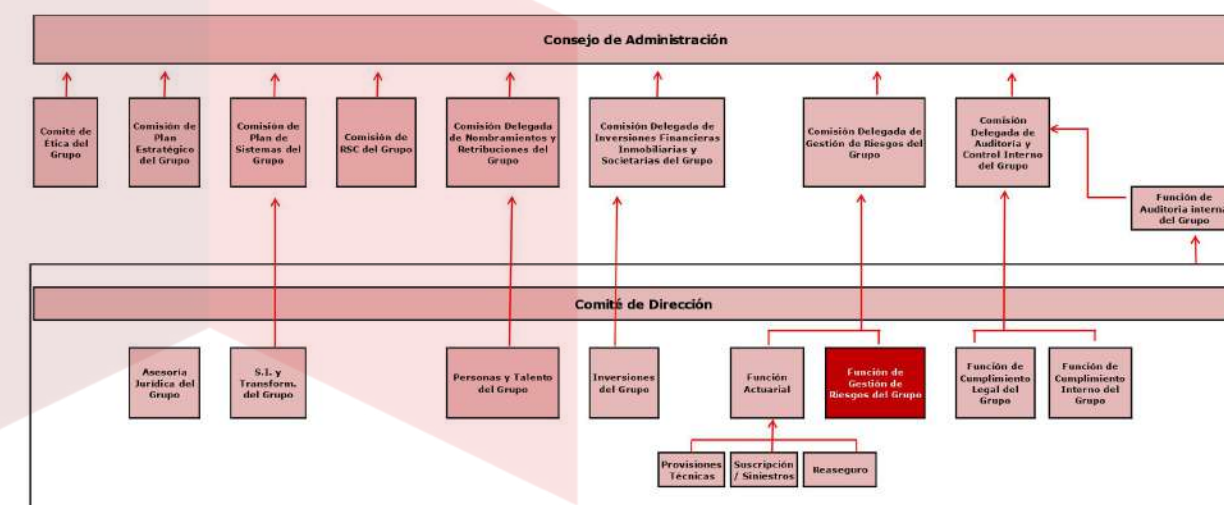 Consejo de Administración
Comité de
Ética del
Grupo
Comisión de
Plan
Estratégico
del Grupo
Comisión de
Plan de
Sistemas del
Grupo
Comisión de
RSC del Grupo
Comisión Delegada
de Nombramientos y
Retribuciones del
Grupo
Comisión Delegada de
Inversiones Financieras
Inmobiliarias y
Societarias del Grupo
Comisión Delegada de
Gestión de Riesgos del
Grupo
Comisión
Delegada de
Auditoría y
Control Interno
del Grupo
Función de
Auditoria interna
del Grupo
Comité de Dirección
Asesoría
Jurídica del
Grupo
S.I. y
Transform.
del Grupo
Personas y Talento
del Grupo
Inversiones
del Grupo
Función
Actuarial
Función de
Gestión de
Riesgos del Grupo
Función de
Cumplimiento
Legal del
Grupo
Función de
Cumplimiento
Interno del
Grupo
Provisiones
Técnicas
Suscripción
/ Siniestros
Reaseguro